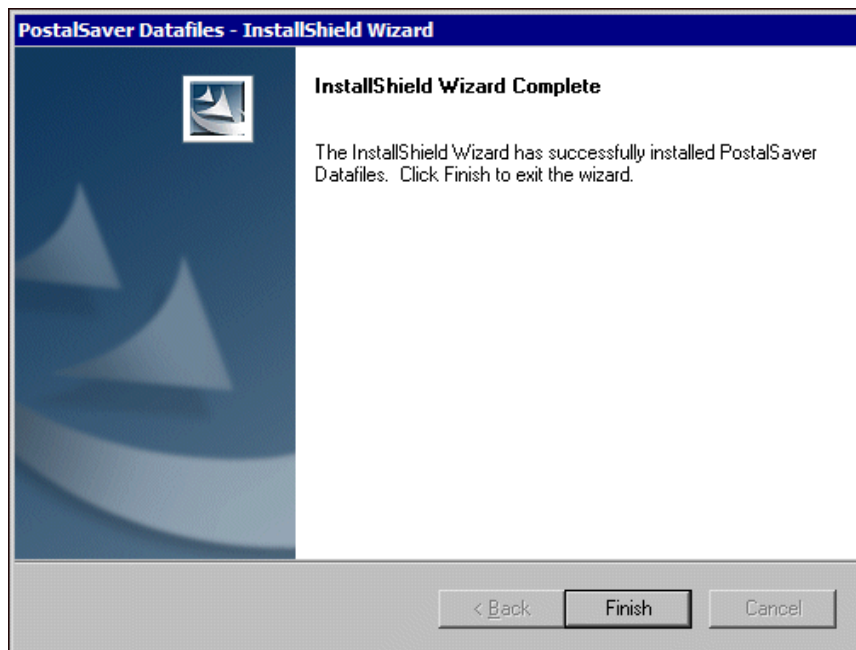 PostalSaver Datafiles - InstallShield Wizard
InstallShield Wizard Complete
The InstallShield Wizard has successfully installed PostalSaver
Datafiles. Click Finish to exit the wizard.
< Back
Finish
Cancel